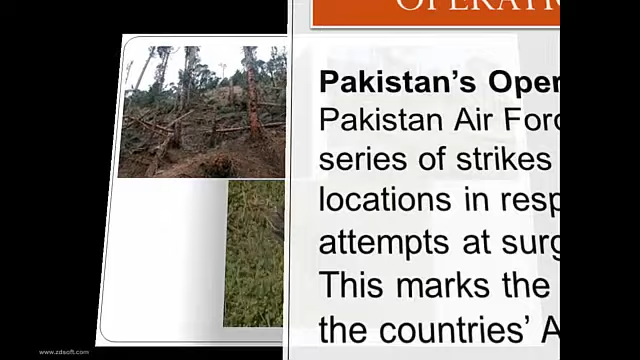 OPERATI
Pakistan’s Oper
Pakistan Air Forc
series of strikes
locations in resp
attempts at surg
This marks the
the countries’ A
www.zdsoft.com